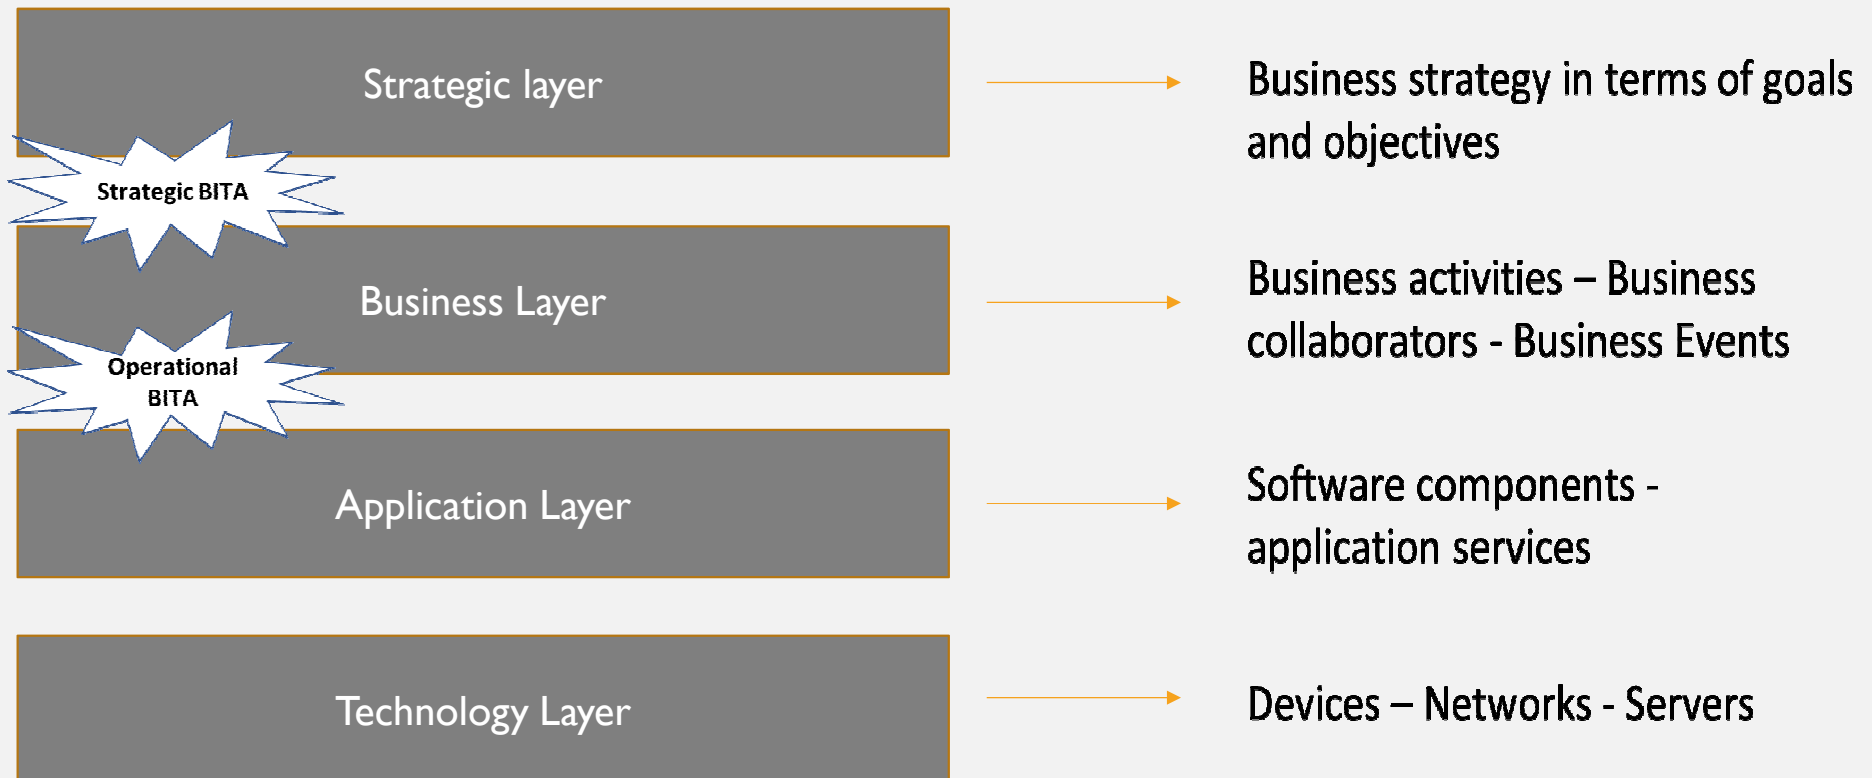 Strategic layer
Business strategy in terms of goals
and objectives
Strategic BITA
Business Layer
Business activities – Business
collaborators - Business Events
Operational
BITA
Application Layer
Software components -
application services
Technology Layer
Devices – Networks - Servers